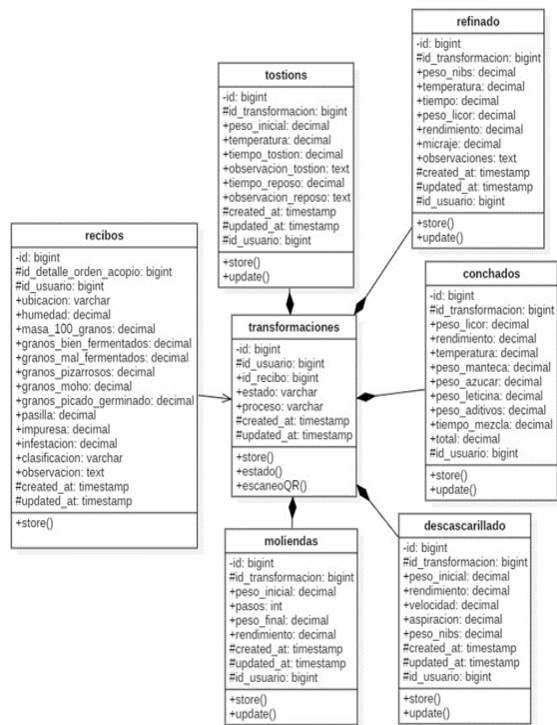 refinado
-id: bigint
#id_transformacion: bigint
+peso_nibs: decimal
+temperatura: decimal
+tiempo: decimal
+peso_licor: decimal
+rendimiento: decimal
+micraje: decimal
+observaciones: text
#created_at: timestamp
#updated_at: timestamp
#id_usuario: bigint
+store()
+update()
tostions
-id: bigint
#id_transformacion: bigint
+peso_inicial: decimal
+temperatura: decimal
+tiempo_tostion: decimal
+observacion_tostion: text
+tiempo_reposo: decimal
+observacion_reposo: text
#created_at: timestamp
#updated_at: timestamp
#id_usuario: bigint
+store()
+update()
recibos
-id: bigint
#id_detalle_orden_acopio: bigint
#id_usuario: bigint
+ubicacion: varchar
+humedad: decimal
+masa_100_granos: decimal
+granos_bien_fermentados: decimal
+granos_mal_fermentados: decimal
+granos_pizarrosos: decimal
+granos_moho: decimal
+granos_picado_germinado: decimal
+pasilla: decimal
+impuresa: decimal
+infestacion: decimal
+clasificacion: varchar
+observacion: text
#created_at: timestamp
#updated_at: timestamp
+store()
transformaciones
-id: bigint
#id_usuario: bigint
+id_recibo: bigint
+estado: varchar
+proceso: varchar
#created_at: timestamp
#updated_at: timestamp
+store()
+estado()
+escaneoQR()
conchados
-id: bigint
#id_transformacion: bigint
+peso_licor: decimal
+rendimiento: decimal
+temperatura: decimal
+peso_manteca: decimal
+peso_azucar: decimal
+peso_leticina: decimal
+peso_aditivos: decimal
+tiempo_mezcla: decimal
+total: decimal
#id_usuario: bigint
+store()
+update()
moliendas
-id: bigint
#id_transformacion: bigint
+peso_inicial: decimal
+pasos: int
+peso_final: decimal
+rendimiento: decimal
#created_at: timestamp
#updated_at: timestamp
#id_usuario: bigint
+store()
+update()
descascarillado
-id: bigint
#id_transformacion: bigint
+peso_inicial: decimal
+rendimiento: decimal
+velocidad: decimal
+aspiracion: decimal
+peso_nibs: decimal
#created_at: timestamp
#updated_at: timestamp
#id_usuario: bigint
+store()
+update()